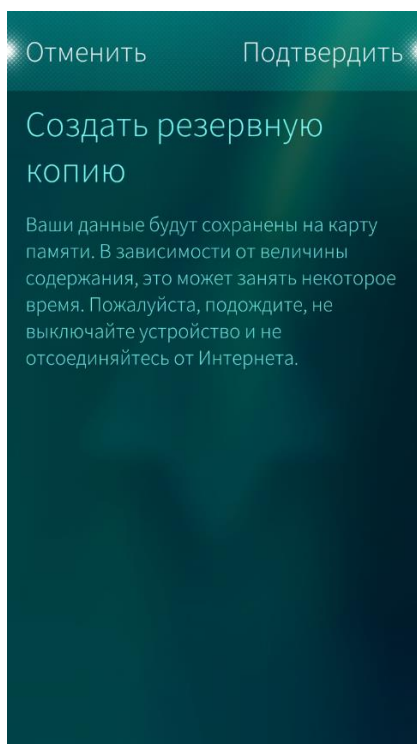 Отменить Подтвердить
Создать резервную
копию
Ваши данные будут сохранены на карту
памяти. В зависимости от величины
содержания, это может занять некоторое
время. Пожалуйста, подождите, не
выключайте устройство и не
отсоединяйтесь от Интернета.